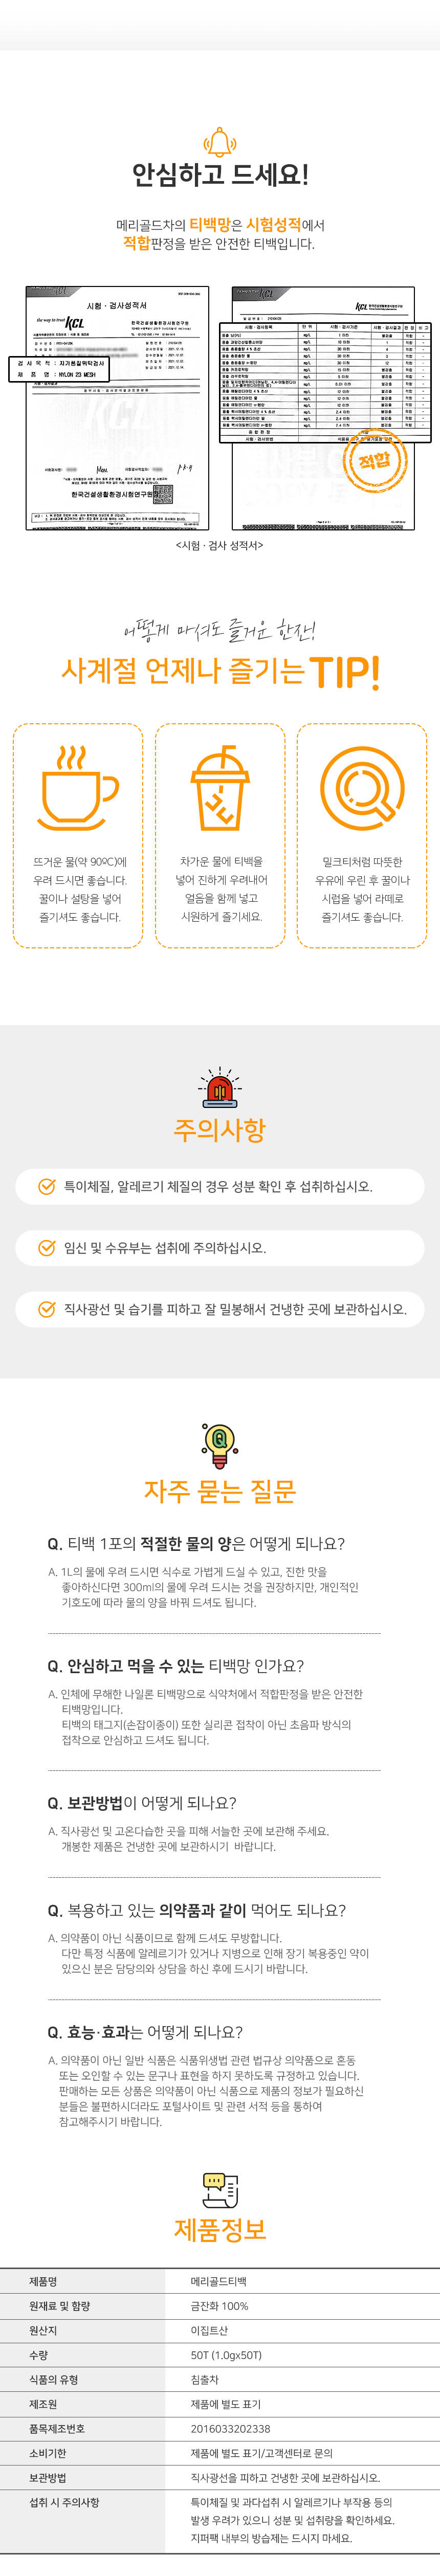 안심하고 드세요!
메리골드차의 티백망은 시험성적에서
적합판정을 받은 안전한 티백입니다.
the way to trust KCL
시험 · 검사성적서
한국건설생활환경시험연구원
검 사 목 적 : 자가품질위탁검사
제 품 명 : NYLON 23 MESH
KCL
한국건설생활환경시험연구원
시험 · 검사항목 단 위 시험 · 검사기준 시험 · 검사결과 판 정 비 고
적합
<시험 · 검사 성적서>
어떻게 마셔도 즐거운 한잔!
사계절 언제나 즐기는 TIP!
뜨거운 물(약 90ºC)에
우려 드시면 좋습니다.
꿀이나 설탕을 넣어
즐기셔도 좋습니다.
차가운 물에 티백을
넣어 진하게 우려내어
얼음을 함께 넣고
시원하게 즐기세요.
밀크티처럼 따뜻한
우유에 우린 후 꿀이나
시럽을 넣어 라떼로
즐기셔도 좋습니다.
주의사항
특이체질, 알레르기 체질의 경우 성분 확인 후 섭취하십시오.
임신 및 수유부는 섭취에 주의하십시오.
직사광선 및 습기를 피하고 잘 밀봉해서 건냉한 곳에 보관하십시오.
Q
자주 묻는 질문
Q. 티백 1포의 적절한 물의 양은 어떻게 되나요?
A. 1L의 물에 우려 드시면 식수로 가볍게 드실 수 있고, 진한 맛을
좋아하신다면 300ml의 물에 우려 드시는 것을 권장하지만, 개인적인
기호도에 따라 물의 양을 바꿔 드셔도 됩니다.
Q. 안심하고 먹을 수 있는 티백망 인가요?
A. 인체에 무해한 나일론 티백망으로 식약처에서 적합판정을 받은 안전한
티백망입니다.
티백의 태그지(손잡이종이) 또한 실리콘 접착이 아닌 초음파 방식의
접착으로 안심하고 드셔도 됩니다.
Q. 보관방법이 어떻게 되나요?
A. 직사광선 및 고온다습한 곳을 피해 서늘한 곳에 보관해 주세요.
개봉한 제품은 건냉한 곳에 보관하시기 바랍니다.
Q. 복용하고 있는 의약품과 같이 먹어도 되나요?
A. 의약품이 아닌 식품이므로 함께 드셔도 무방합니다.
다만 특정 식품에 알레르기가 있거나 지병으로 인해 장기 복용중인 약이
있으신 분은 담당의와 상담을 하신 후에 드시기 바랍니다.
Q. 효능·효과는 어떻게 되나요?
A. 의약품이 아닌 일반 식품은 식품위생법 관련 법규상 의약품으로 혼동
또는 오인할 수 있는 문구나 표현을 하지 못하도록 규정하고 있습니다.
판매하는 모든 상품은 의약품이 아닌 식품으로 제품의 정보가 필요하신
분들은 불편하시더라도 포털사이트 및 관련 서적 등을 통하여
참고해주시기 바랍니다.
제품정보
제품명 메리골드티백
원재료 및 함량 금잔화 100%
원산지 이집트산
수량 50T (1.0gx50T)
식품의 유형 침출차
제조원 제품에 별도 표기
품목제조번호 2016033202338
소비기한 제품에 별도 표기/고객센터로 문의
보관방법 직사광선을 피하고 건냉한 곳에 보관하십시오.
섭취 시 주의사항 특이체질 및 과다섭취 시 알레르기나 부작용 등의
발생 우려가 있으니 성분 및 섭취량을 확인하세요.
지퍼팩 내부의 방습제는 드시지 마세요.